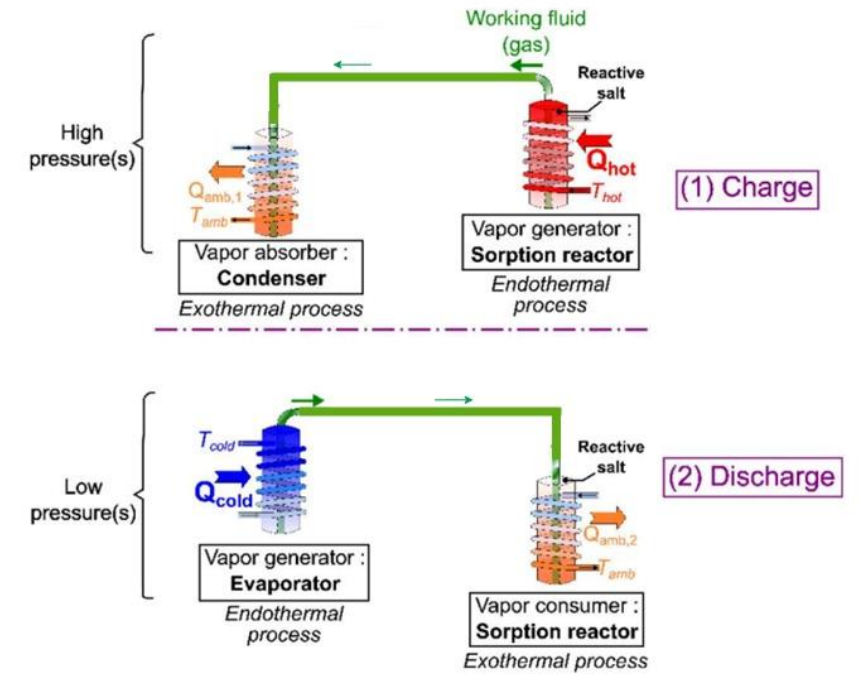 Working fluid
(gas)
Reactive
salt
High
pressure(s)
Qhot
Qamb,1
Thot
Tamb
(1) Charge
Vapor absorber :
Condenser
Exothermal process
Vapor generator :
Sorption reactor
Endothermal
process
Tcold
Reactive
salt
Low
pressure(s)
Qcold
(2) Discharge
Qamb,2
Tamb
Vapor generator :
Evaporator
Endothermal
process
Vapor consumer :
Sorption reactor
Exothermal process